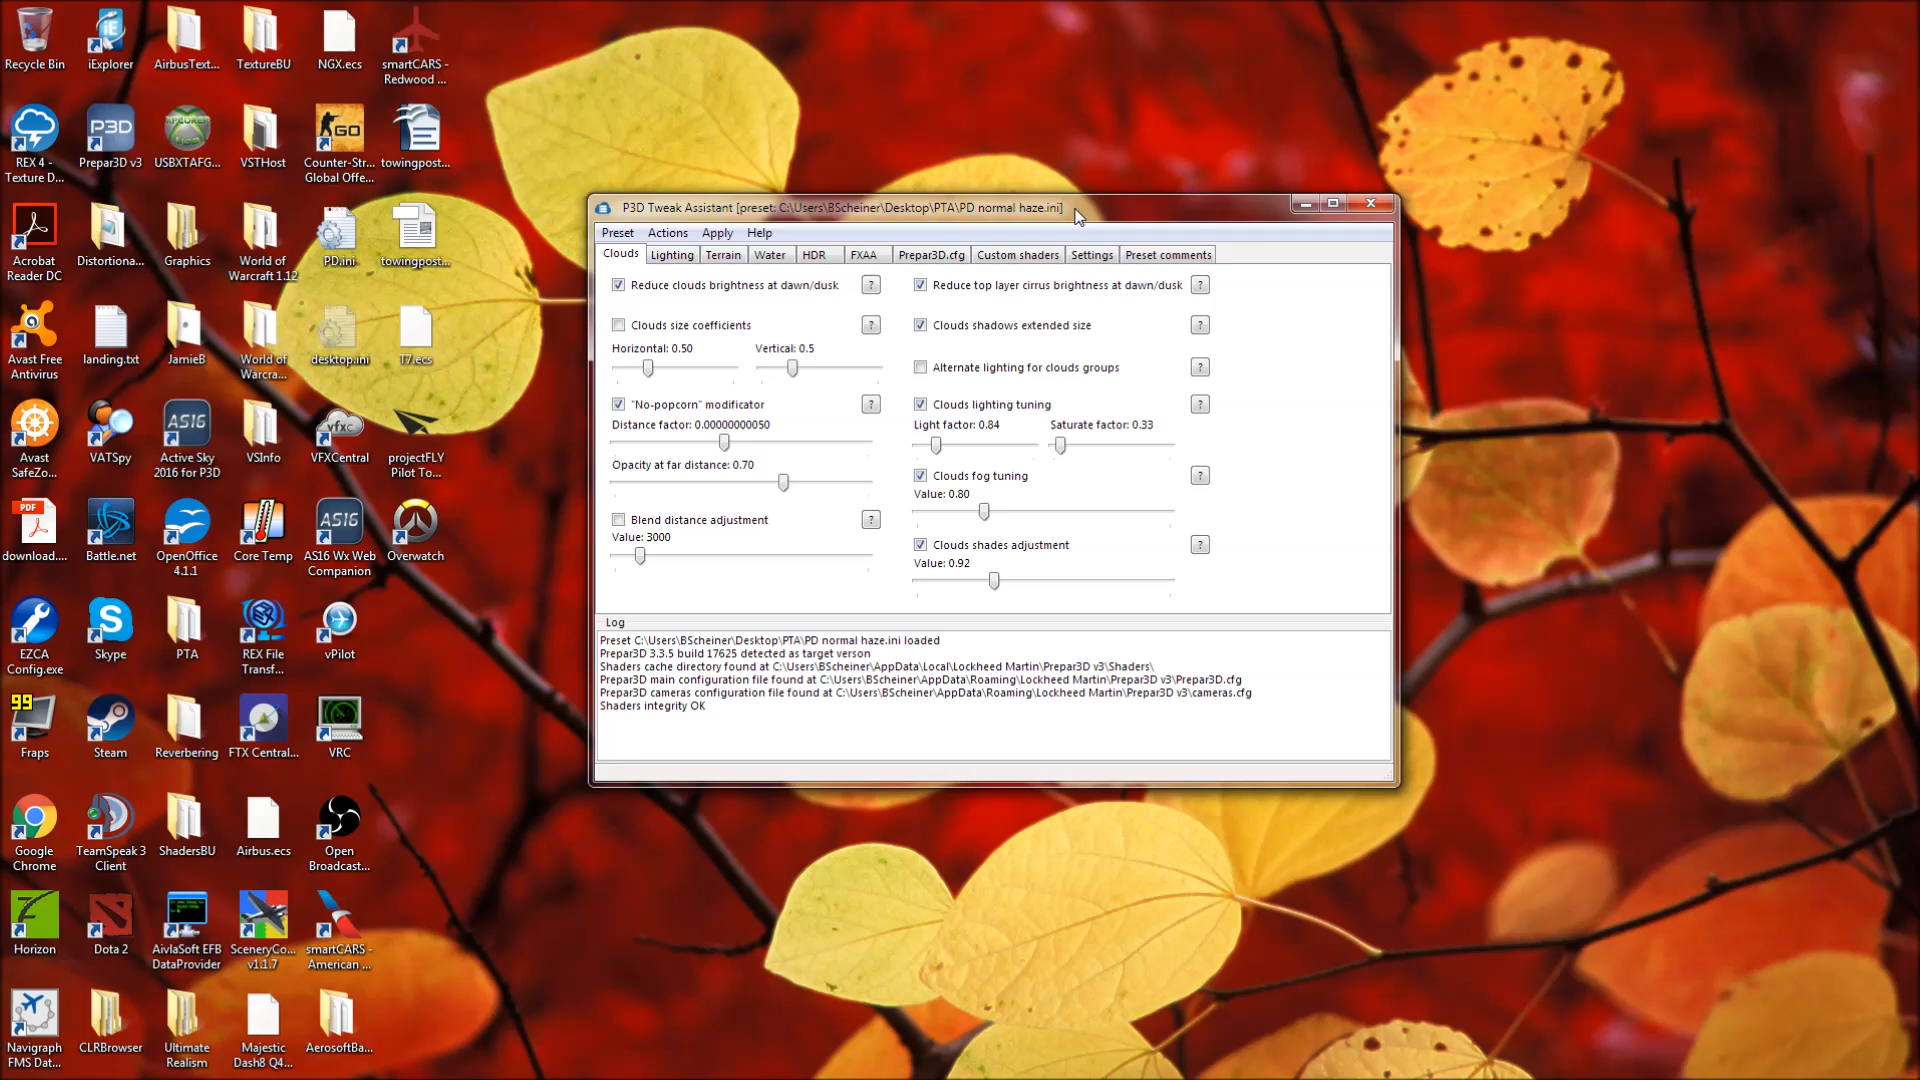 Recycle Bin
iExplorer
AirbusText...
TextureBU
NGX.ecs
smartCARS -
Redwood ...
REX 4 -
Texture D...
P3D
Prepar3D v3
USBXTAFG...
VSTHost
GO
Counter-Str...
Global Offe...
towingpost...
Acrobat
Reader DC
Distortiona...
Graphics
World of
Warcraft 1.12
PD.ini
towingpost...
Avast Free
Antivirus
landing.txt
JamieB
World of
Warcra...
desktop.ini
T7.ecs
Avast
SafeZo...
VATSpy
AS16
Active Sky
2016 for P3D
VSInfo
vfxc
VFXCentral
projectFLY
Pilot To...
PDF
download....
Battle.net
OpenOffice
4.1.1
Core Temp
AS16
AS16 Wx Web
Companion
Overwatch
EZCA
Config.exe
Skype
PTA
REX
REX File
Transf...
vPilot
99
Fraps
Steam
Reverbering
FTX Central...
VRC
Google
Chrome
TeamSpeak 3
Client
ShadersBU
Airbus.ecs
Open
Broadcast...
Horizon
Dota 2
AivlaSoft EFB
DataProvider
SceneryCo...
v1.1.7
smartCARS -
American ...
Navigraph
FMS Dat...
CLRBrowser
Ultimate
Realism
Majestic
Dash8 Q4...
AerosoftBa...
P3D Tweak Assistant [preset: C:\Users\BScheiner\Desktop\PTA\PD normal haze.ini]
Preset Actions Apply Help
Clouds Lighting Terrain Water HDR FXAA Prepar3D.cfg Custom shaders Settings Preset comments
Reduce clouds brightness at dawn/dusk ?
Reduce top layer cirrus brightness at dawn/dusk ?
Clouds size coefficients ?
Clouds shadows extended size ?
Horizontal: 0.50 Vertical: 0.5
Alternate lighting for clouds groups ?
"No-popcorn" modificator ?
Clouds lighting tuning ?
Distance factor: 0.00000000050
Light factor: 0.84 Saturate factor: 0.33
Opacity at far distance: 0.70
Clouds fog tuning ?
Value: 0.80
Blend distance adjustment ?
Value: 3000
Clouds shades adjustment ?
Value: 0.92
Log
Preset C:\Users\BScheiner\Desktop\PTA\PD normal haze.ini loaded
Prepar3D 3.3.5 build 17625 detected as target verson
Shaders cache directory found at C:\Users\BScheiner\AppData\Local\Lockheed Martin\Prepar3D v3\Shaders\
Prepar3D main configuration file found at C:\Users\BScheiner\AppData\Roaming\Lockheed Martin\Prepar3D v3\Prepar3D.cfg
Prepar3D cameras configuration file found at C:\Users\BScheiner\AppData\Roaming\Lockheed Martin\Prepar3D v3\cameras.cfg
Shaders integrity OK